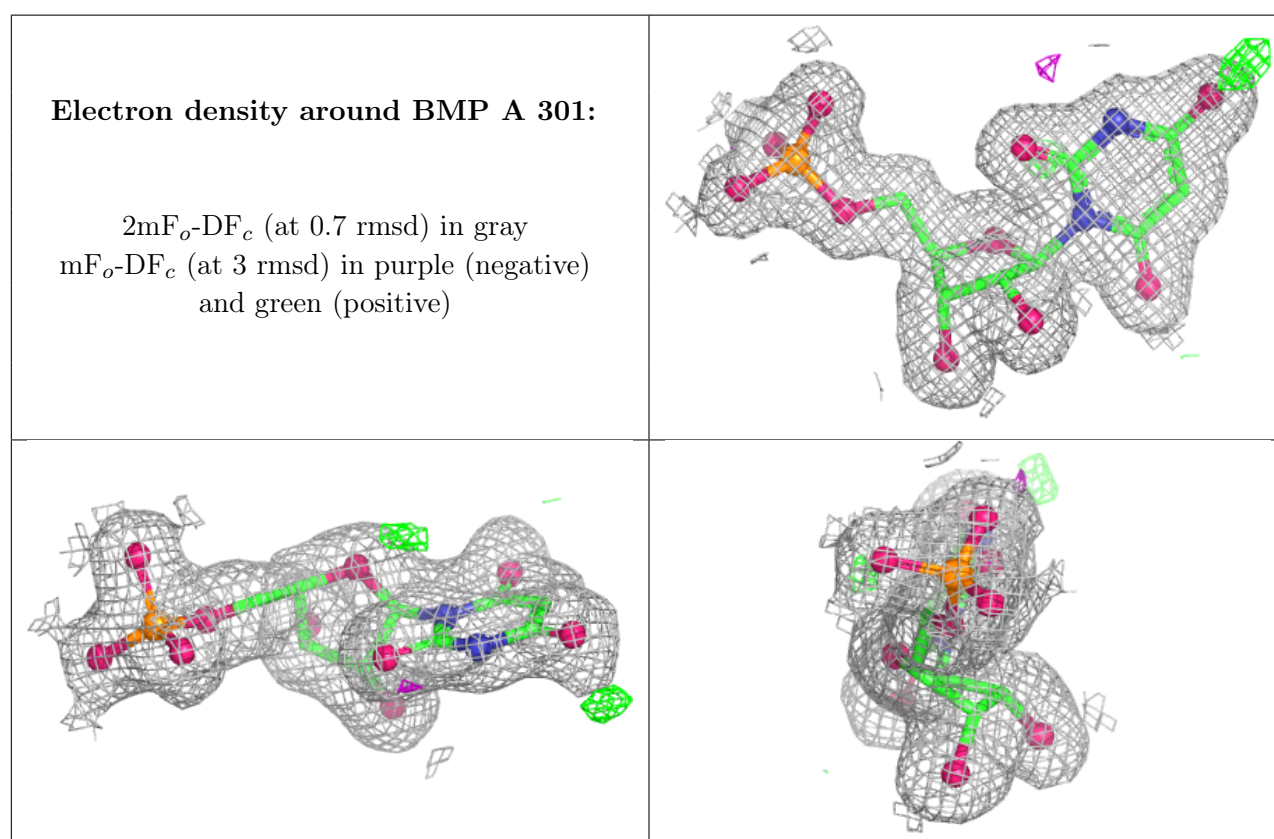 Electron density around BMP A 301:
2mFo-DFc (at 0.7 rmsd) in gray
mFo-DFc (at 3 rmsd) in purple (negative)
and green (positive)